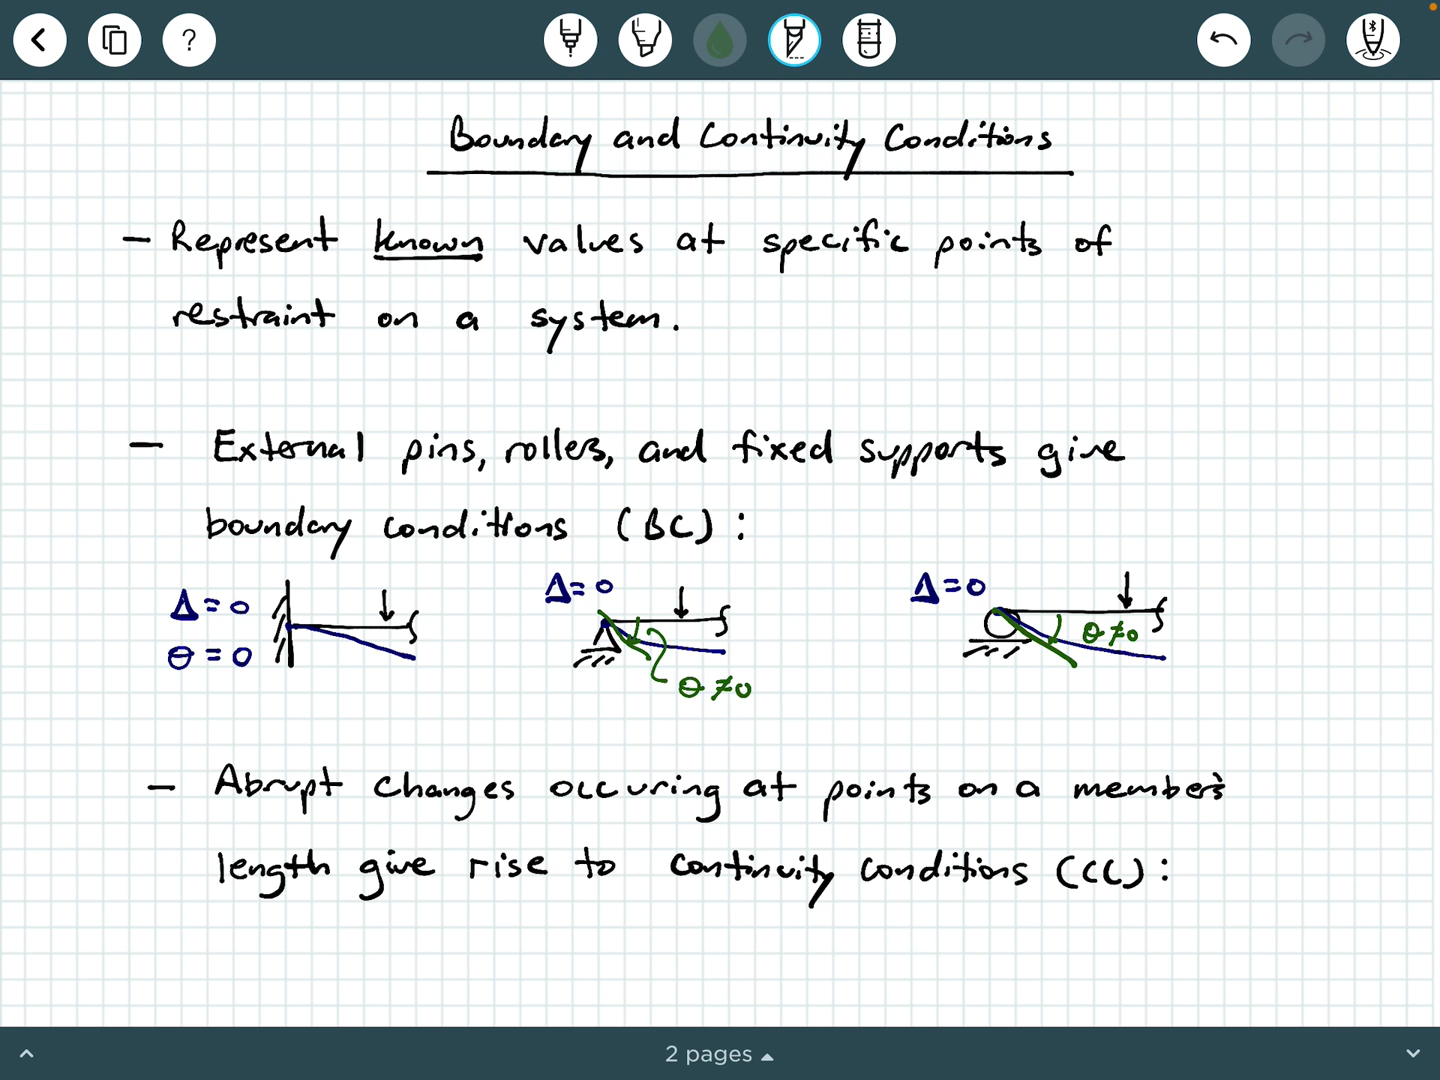 Boundary and Continuity Conditions
- Represent known values at specific points of
restraint on a system.
- External pins, rollers, and fixed supports give
boundary conditions (BC):
Δ = 0
θ = 0
Δ = 0
θ ≠ 0
Δ = 0
θ ≠ 0
- Abrupt changes occuring at points on a member's
length give rise to continuity conditions (CC):
2 pages